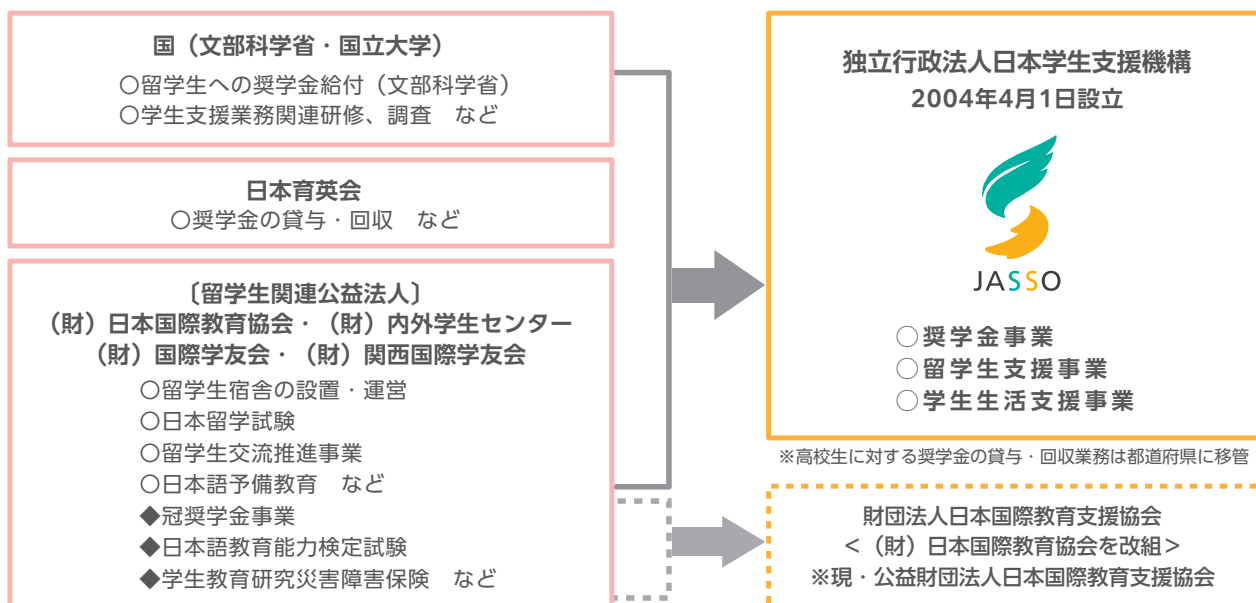 国（文部科学省・国立大学）
〇留学生への奨学金給付（文部科学省）
〇学生支援業務関連研修、調査　など
日本育英会
〇奨学金の貸与・回収　など
〔留学生関連公益法人〕
（財）日本国際教育協会・（財）内外学生センター
（財）国際学友会・（財）関西国際学友会
〇留学生宿舎の設置・運営
〇日本留学試験
〇留学生交流推進事業
〇日本語予備教育　など
◆冠奨学金事業
◆日本語教育能力検定試験
◆学生教育研究災害障害保険　など
独立行政法人日本学生支援機構
2004年4月1日設立
JASSO
〇奨学金事業
〇留学生支援事業
〇学生生活支援事業
※高校生に対する奨学金の貸与・回収業務は都道府県に移管
財団法人日本国際教育支援協会
＜（財）日本国際教育協会を改組＞
※現・公益財団法人日本国際教育支援協会